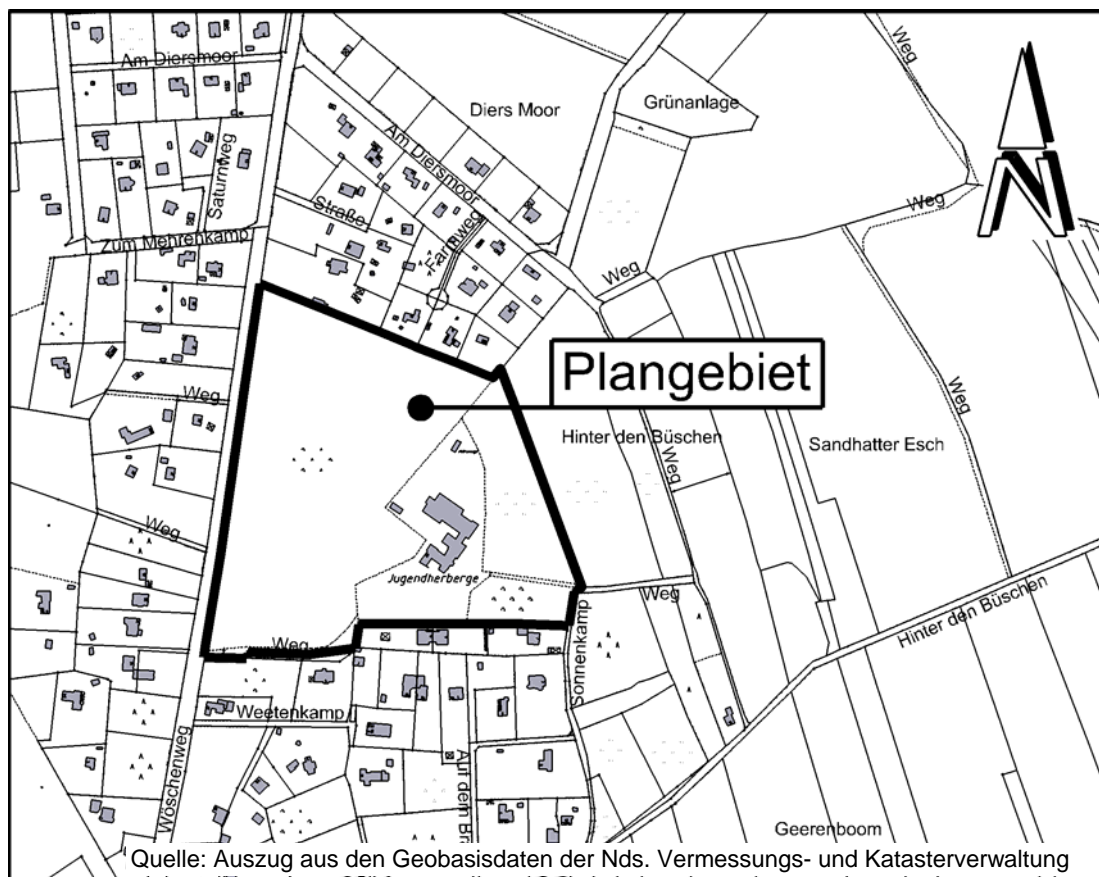 Am Diersmoor
Weg
Diers Moor
Grünanlage
Am Diersmoor
Saturnweg
Straße
Farnweg
N
Zum Mehrenkamp
Weg
Weg
Plangebiet
Weg
Hinter den Büschen
Sandhatter Esch
Weg
Weg
Weg
Jugendherberge
Hinter den Büschen
Weg
Sonnenkamp
Weg
Weetenkamp
Wöschenweg
Auf dem Br
Geerenboom
Quelle: Auszug aus den Geobasisdaten der Nds. Vermessungs- und Katasterverwaltung